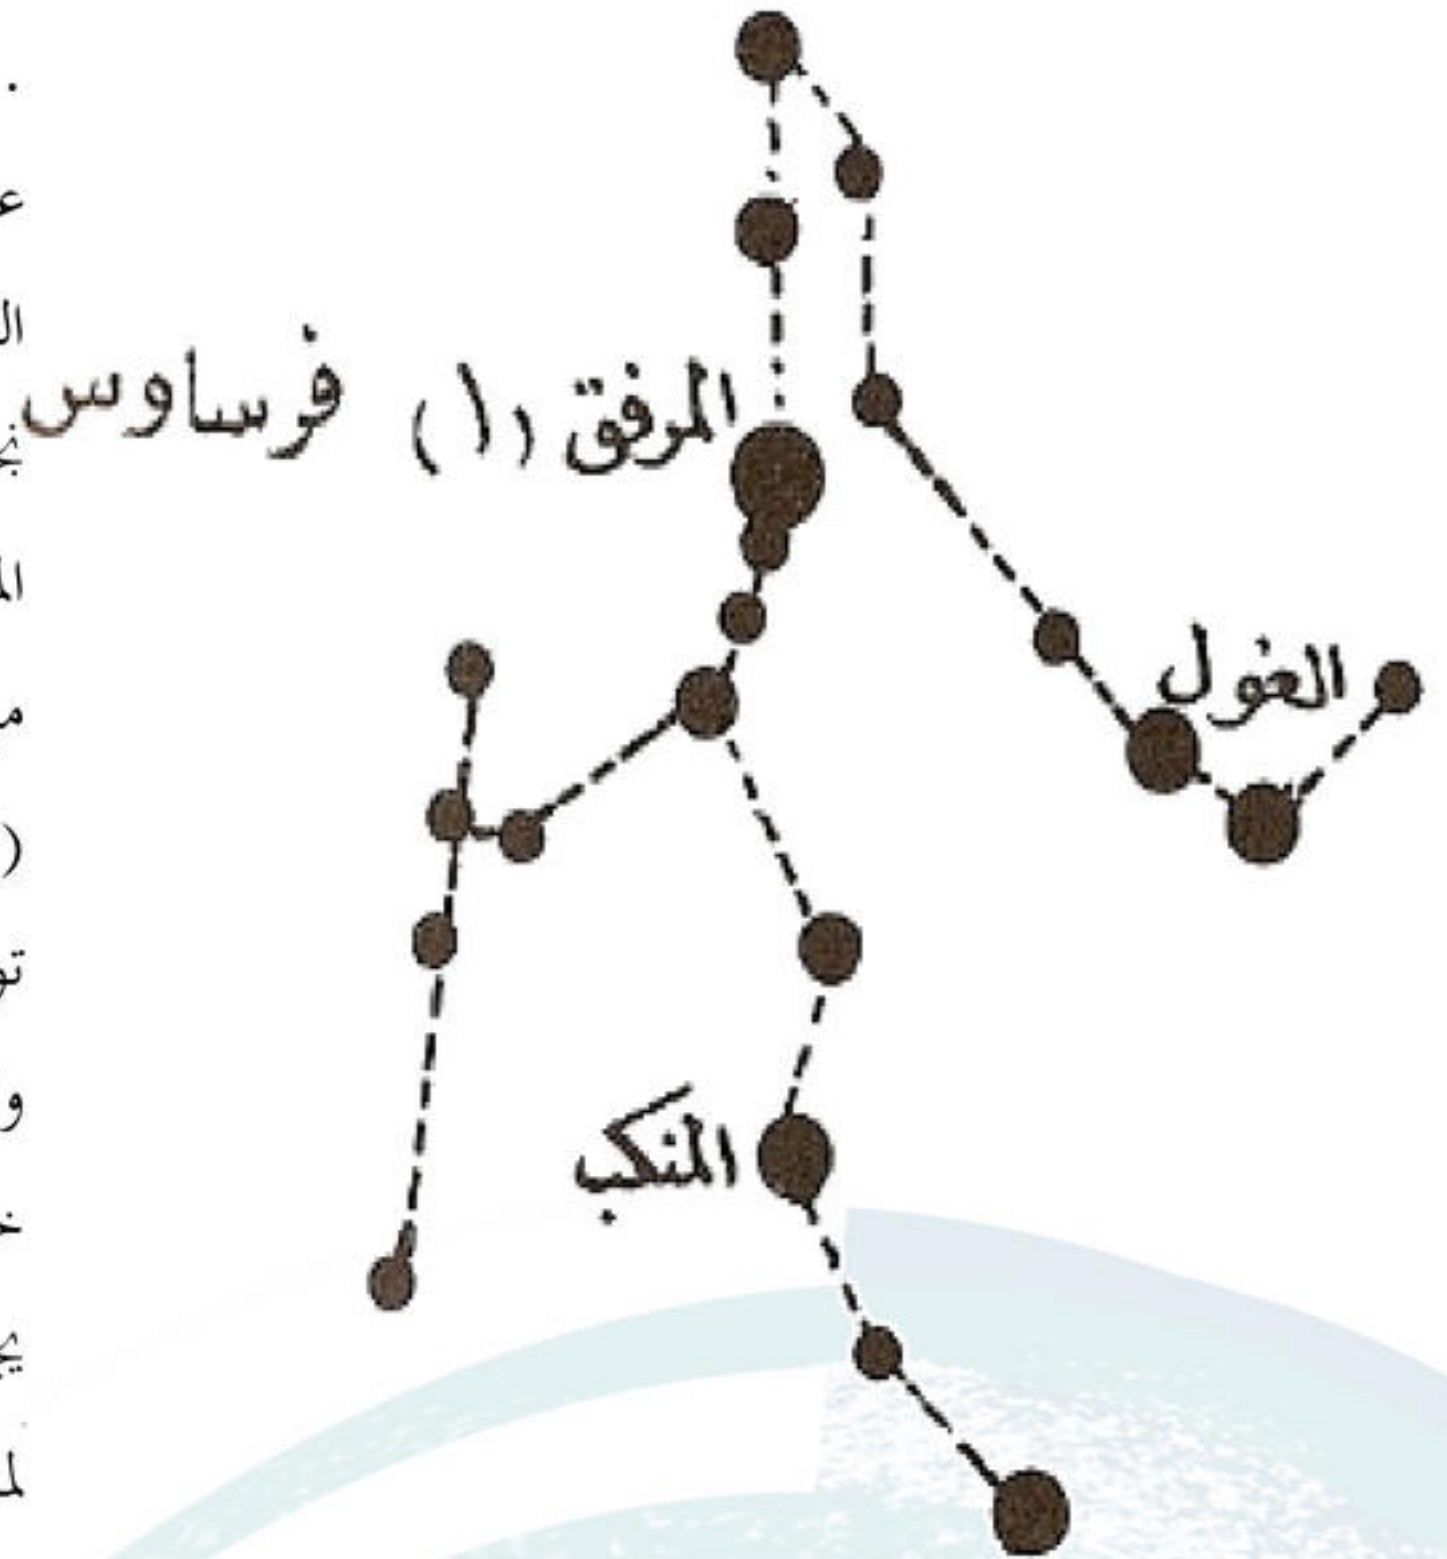 المرفق (ا) فرساوس
الغول
المنكب